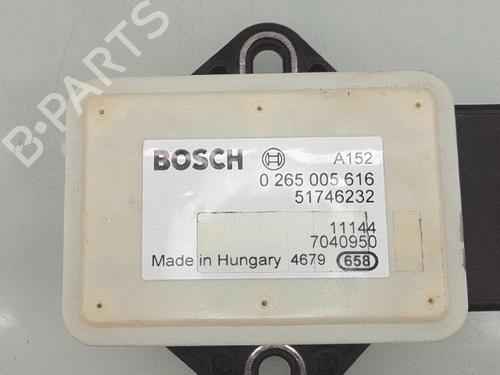 B-PARTS
BOSCH A152
0 265 005 616
51746232
11144
7040950
Made in Hungary 4679 658